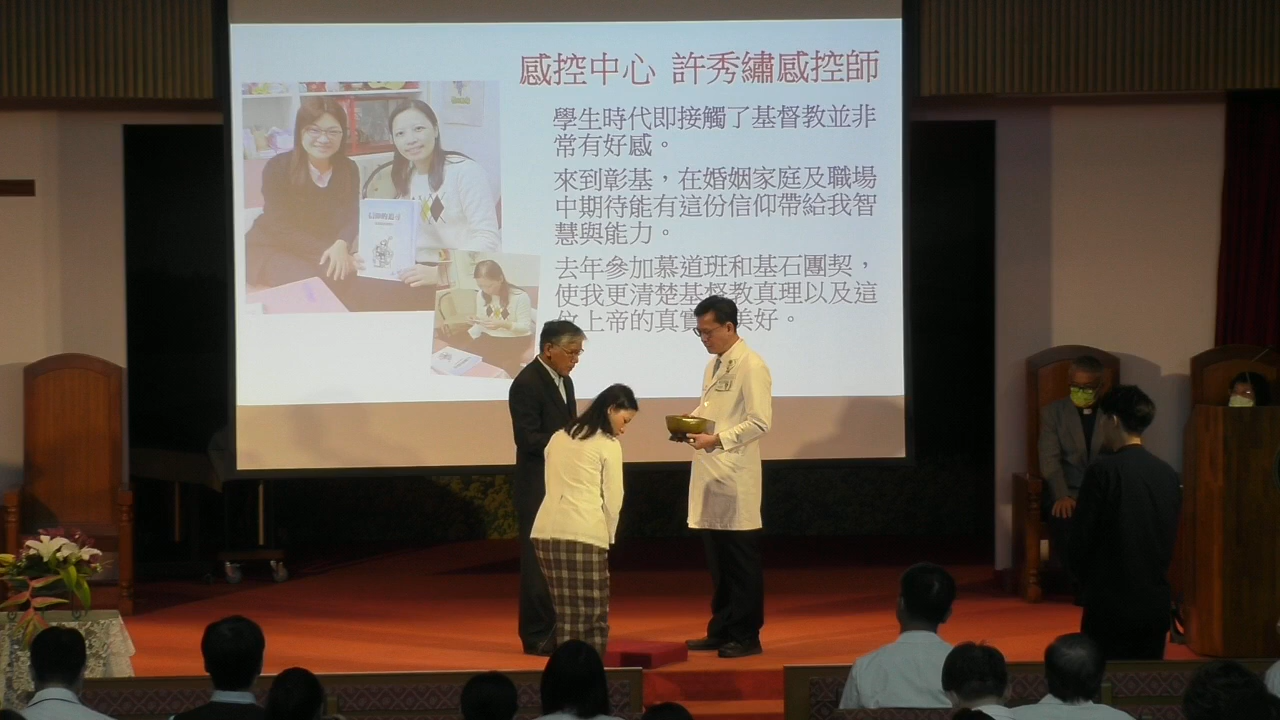 感控中心 許秀繡感控師
學生時代即接觸了基督教並非
常有好感。
來到彰基，在婚姻家庭及職場
中期待能有這份信仰帶給我智
慧與能力。
去年參加慕道班和基石團契，
使我更清楚基督教真理以及這
位上帝的真實 美好。